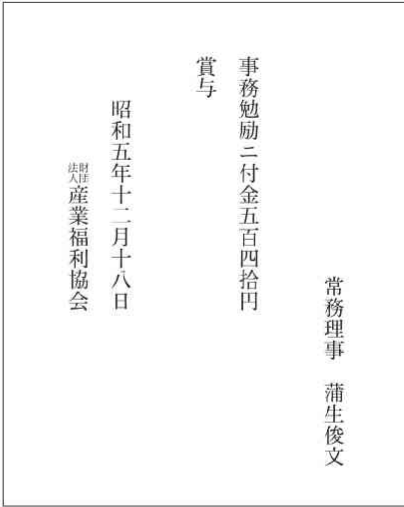 常務理事　蒲生俊文
事務勉励ニ付金五百四拾円
賞与
昭和五年十二月十八日
財団法人産業福利協会